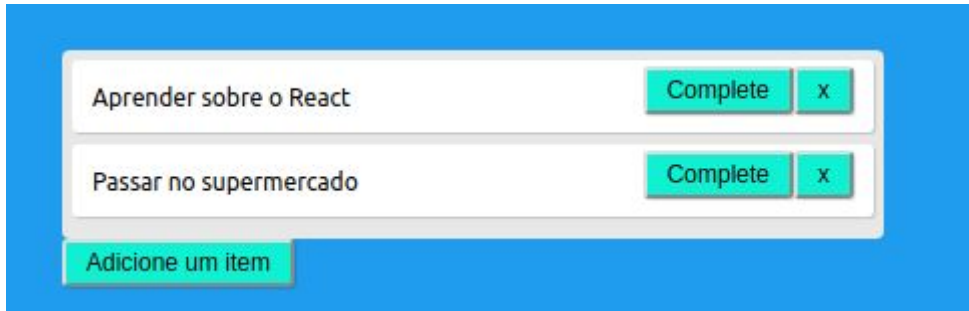 Aprender sobre o React Complete x
Passar no supermercado Complete x
Adicione um item